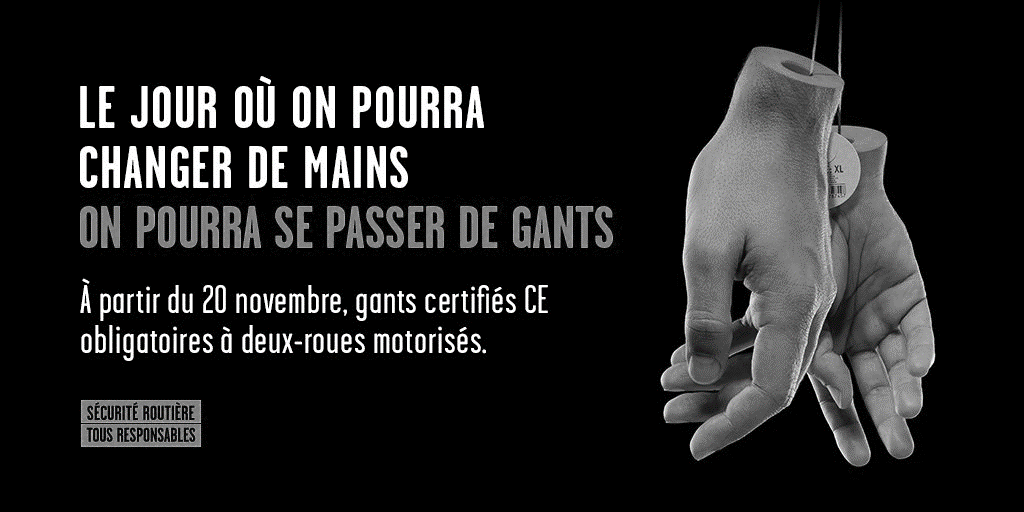 LE JOUR OÙ ON POURRA
CHANGER DE MAINS
ON POURRA SE PASSER DE GANTS
À partir du 20 novembre, gants certifiés CE
obligatoires à deux-roues motorisés.
SÉCURITÉ ROUTIÈRE
TOUS RESPONSABLES
XL